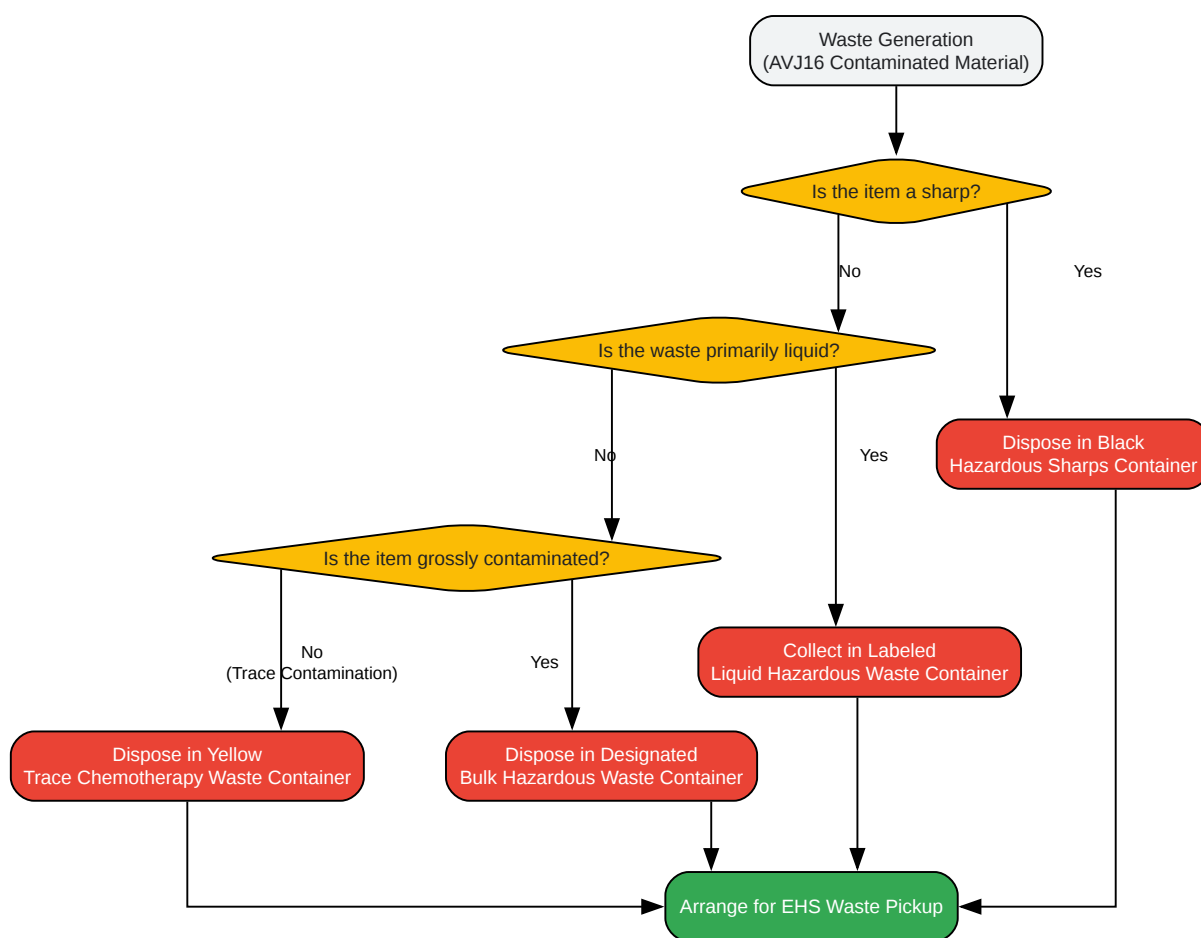 Waste Generation
(AVJ16 Contaminated Material)
Is the item a sharp?
No
Yes
Is the waste primarily liquid?
Dispose in Black
Hazardous Sharps Container
No
Yes
Is the item grossly contaminated?
No
(Trace Contamination)
Yes
Collect in Labeled
Liquid Hazardous Waste Container
Dispose in Yellow
Trace Chemotherapy Waste Container
Dispose in Designated
Bulk Hazardous Waste Container
Arrange for EHS Waste Pickup